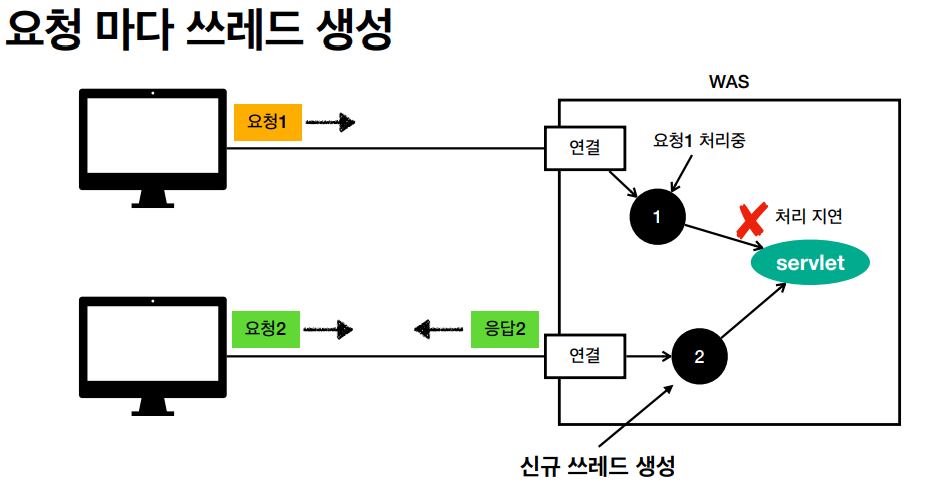 요청 마다 쓰레드 생성
WAS
요청1
연결
요청1 처리중
1
처리 지연
servlet
요청2
응답2
연결
2
신규 쓰레드 생성